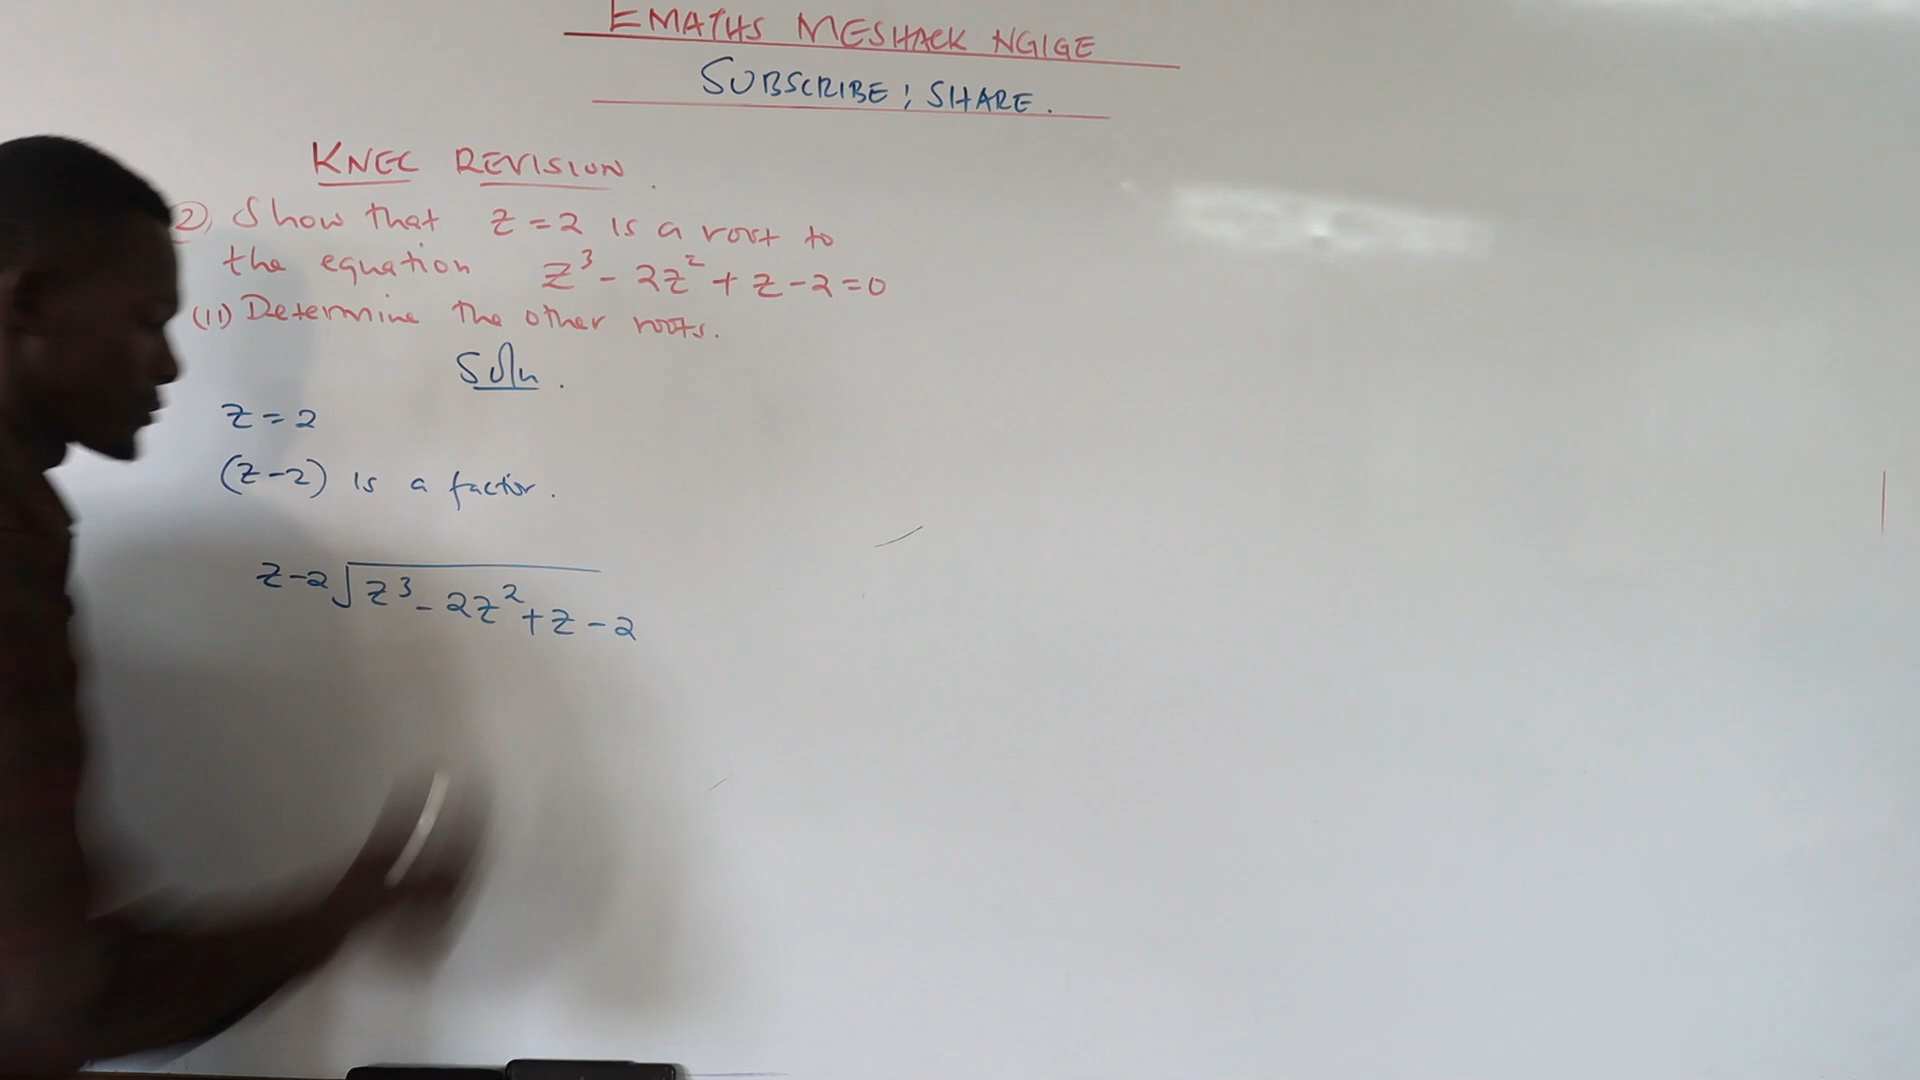 EMATHS MESHACK NGIGE
SUBSCRIBE ; SHARE.
KNEC REVISION.
2) Show that z = 2 is a root to
the equation z³ - 2z² + z - 2 = 0
(ii) Determine the other roots.
Soln.
z = 2
(z-2) is a factor.
z-2√z³ - 2z² + z - 2